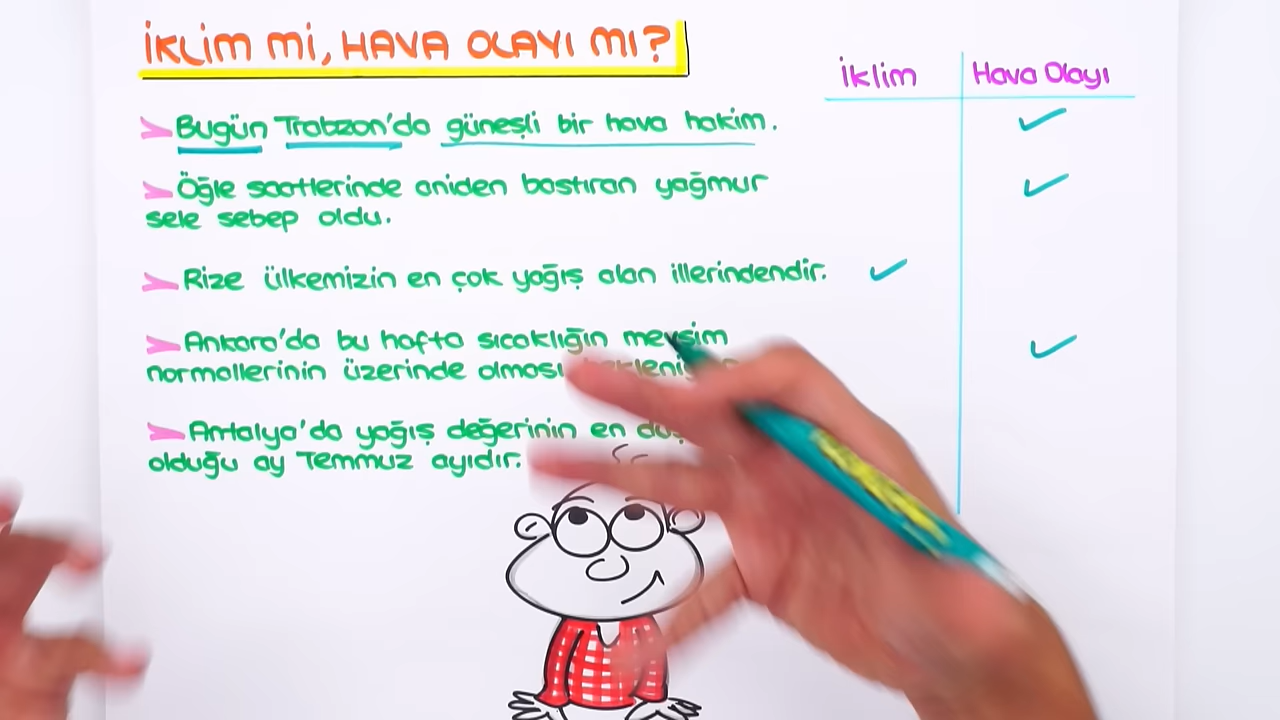 İKLİM Mİ, HAVA OLAYI MI?
İklim
Hava Olayı
Bugün Trabzon'da güneşli bir hava hakim.
Öğle saatlerinde aniden bastıran yağmur
sele sebep oldu.
Rize ülkemizin en çok yağış alan illerindendir.
Ankara'da bu hafta sıcaklığın mevsim
normallerinin üzerinde olması
Antalya'da yağış değerinin en
olduğu ay Temmuz ayıdır.